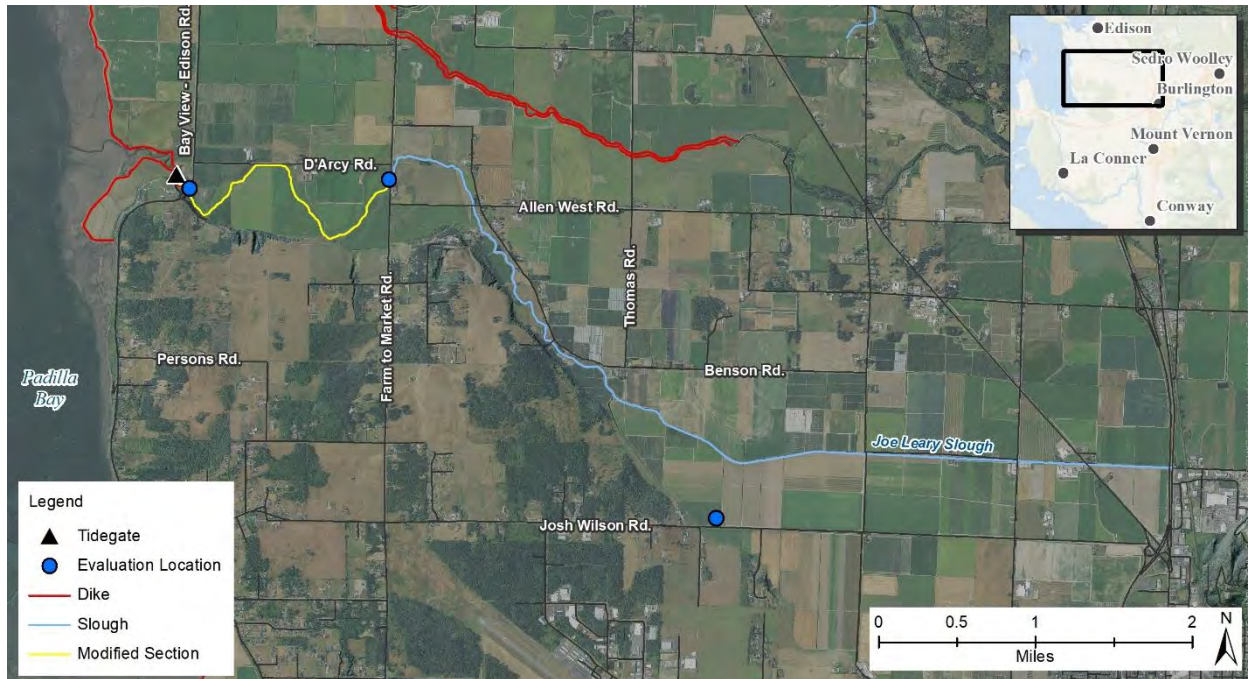 Bay View - Edison Rd.
Edison
Sedro Woolley
Burlington
Mount Vernon
La Conner
Conway
D'Arcy Rd.
Allen West Rd.
Thomas Rd.
Farm to Market Rd.
Persons Rd.
Benson Rd.
Padilla
Bay
Joe Leary Slough
Josh Wilson Rd.
Legend
Tidegate
Evaluation Location
Dike
Slough
Modified Section
0 0.5 1 2
Miles
N